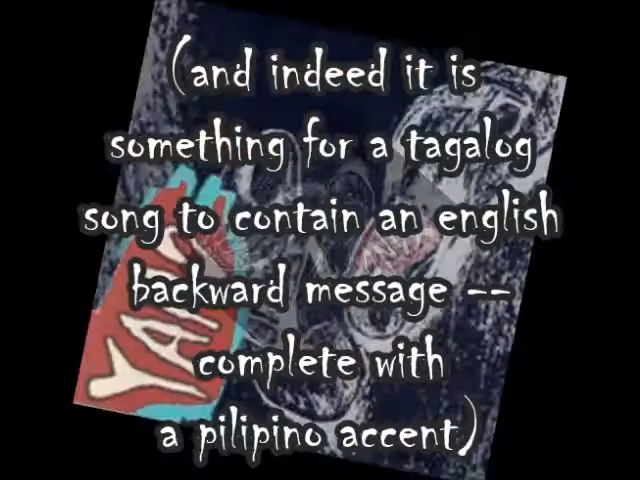 (and indeed it is
something for a tagalog
song to contain an english
backward message --
complete with
a pilipino accent)